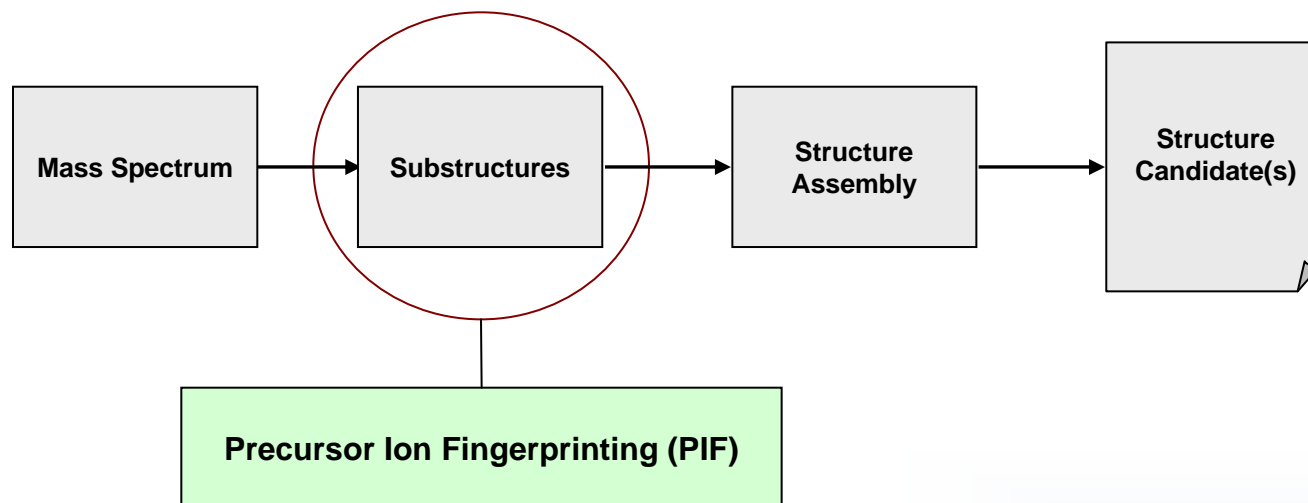 Mass Spectrum
Substructures
Structure
Assembly
Structure
Candidate(s)
Precursor Ion Fingerprinting (PIF)